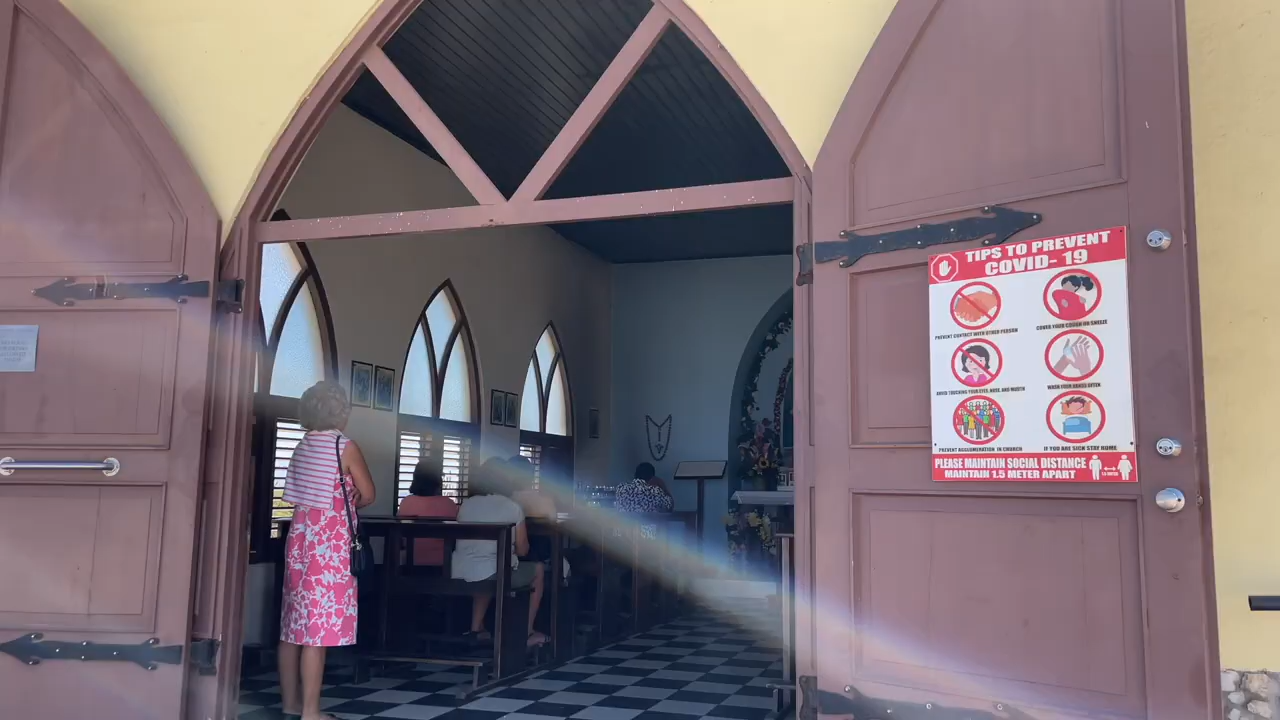 TIPS TO PREVENT
COVID- 19
PREVENT CONTACT WITH OTHER PERSON
COVER YOUR COUGH OR SNEEZE
AVOID TOUCHING YOUR EYES, NOSE, AND MOUTH
WASH YOUR HANDS OFTEN
PREVENT AGGLOMERATION IN CHURCH
IF YOU ARE SICK STAY HOME
PLEASE MAINTAIN SOCIAL DISTANCE
MAINTAIN 1.5 METER APART